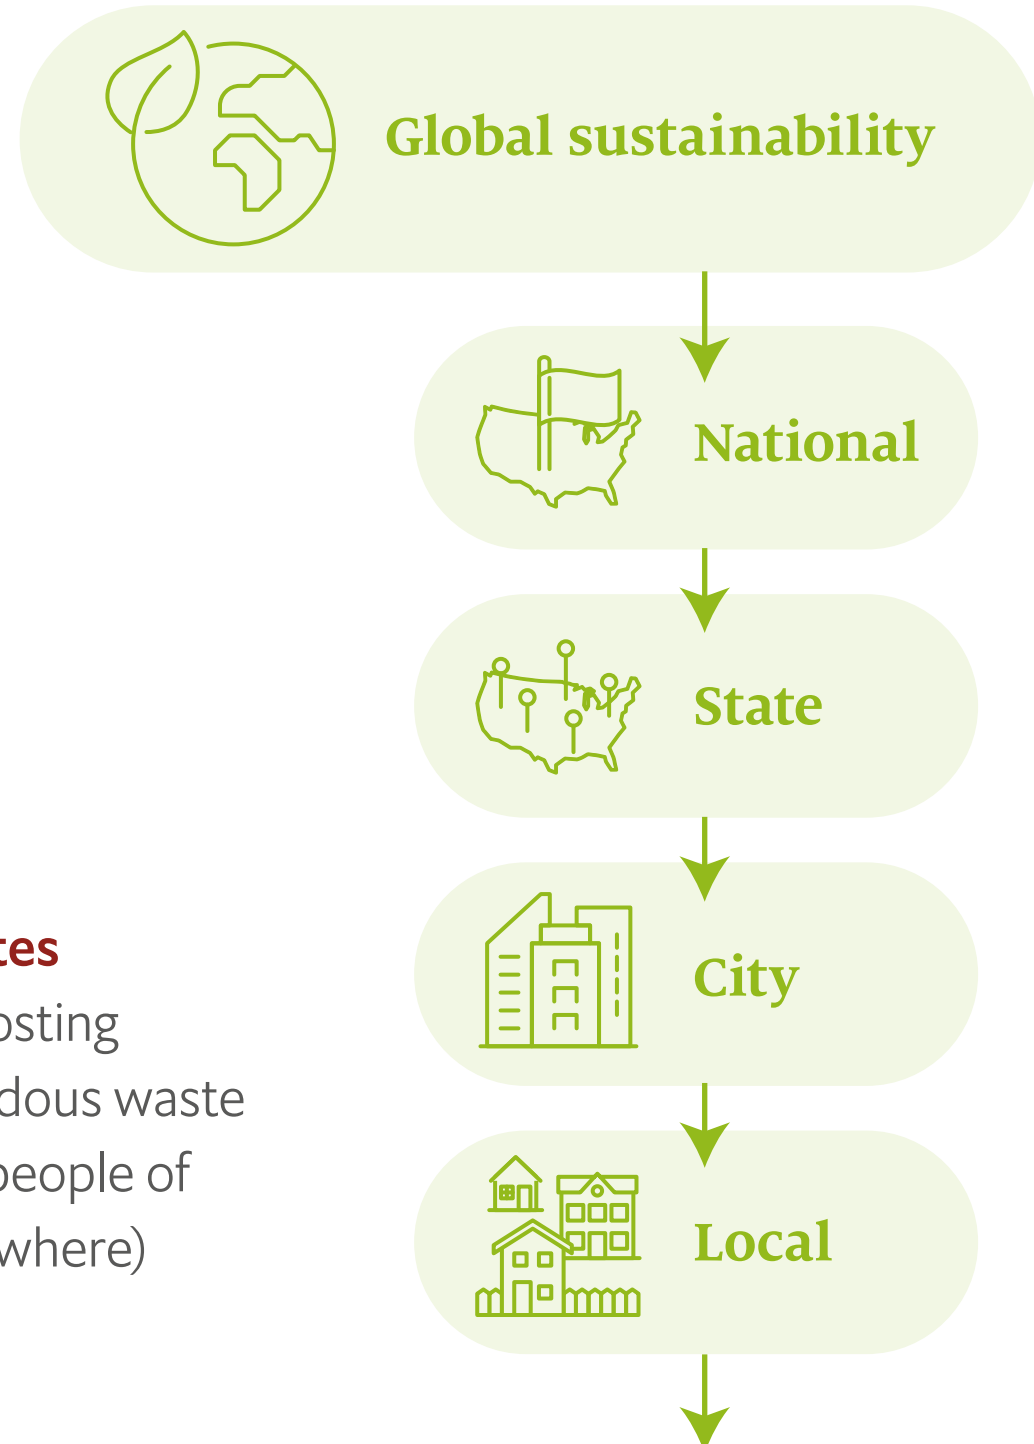 Global sustainability
National
State
City
Local
tes
osting
dous waste
people of
where)